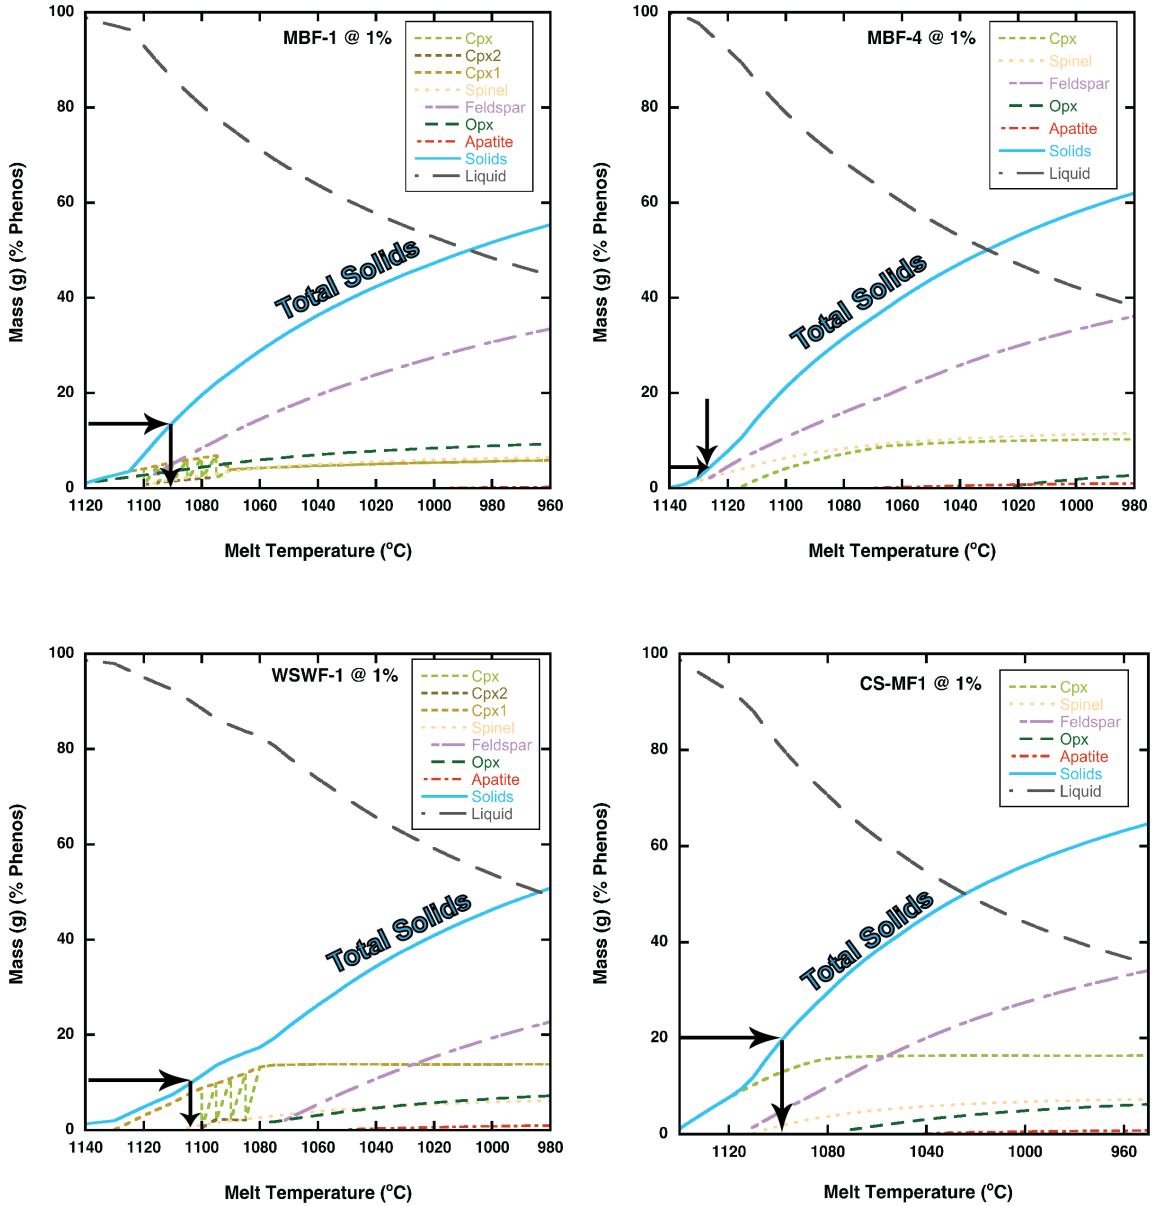 MBF-1 @ 1%
Cpx
Cpx2
Cpx1
Spinel
Feldspar
Opx
Apatite
Solids
Liquid
Total Solids
Mass (g) (% Phenos)
100
80
60
40
20
0
1120 1100 1080 1060 1040 1020 1000 980 960
Melt Temperature (°C)
MBF-4 @ 1%
Cpx
Spinel
Feldspar
Opx
Apatite
Solids
Liquid
Total Solids
Mass (g) (% Phenos)
100
80
60
40
20
0
1140 1120 1100 1080 1060 1040 1020 1000 980
Melt Temperature (°C)
WSWF-1 @ 1%
Cpx
Cpx2
Cpx1
Spinel
Feldspar
Opx
Apatite
Solids
Liquid
Total Solids
Mass (g) (% Phenos)
100
80
60
40
20
0
1140 1120 1100 1080 1060 1040 1020 1000 980
Melt Temperature (°C)
CS-MF1 @ 1%
Cpx
Spinel
Feldspar
Opx
Apatite
Solids
Liquid
Total Solids
Mass (g) (% Phenos)
100
80
60
40
20
0
1120 1080 1040 1000 960
Melt Temperature (°C)